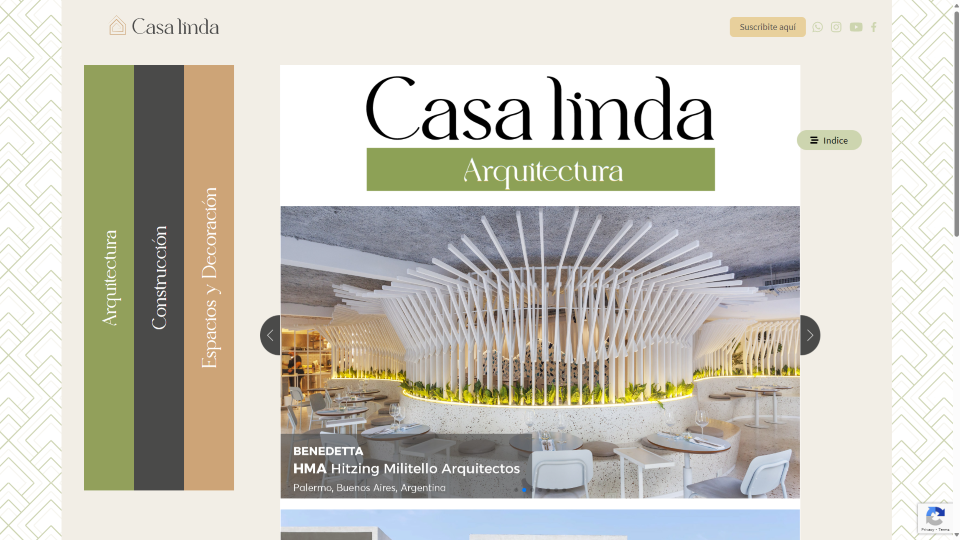 Casa linda
Suscribite aquí
Arquitectura
Construcción
Espacios y Decoración
Casa linda
Arquitectura
Indice
BENEDETTA
HMA Hitzing Militello Arquitectos
Palermo, Buenos Aires, Argentina
Privacy - Terms